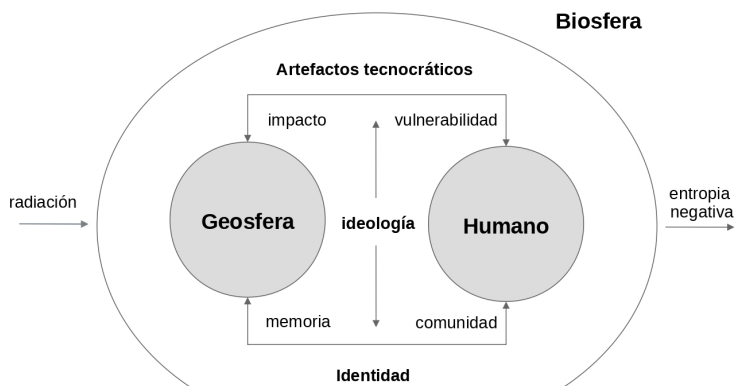 Biosfera
Artefactos tecnocráticos
impacto
vulnerabilidad
radiación
entropia
negativa
Geosfera
ideología
Humano
memoria
comunidad
Identidad